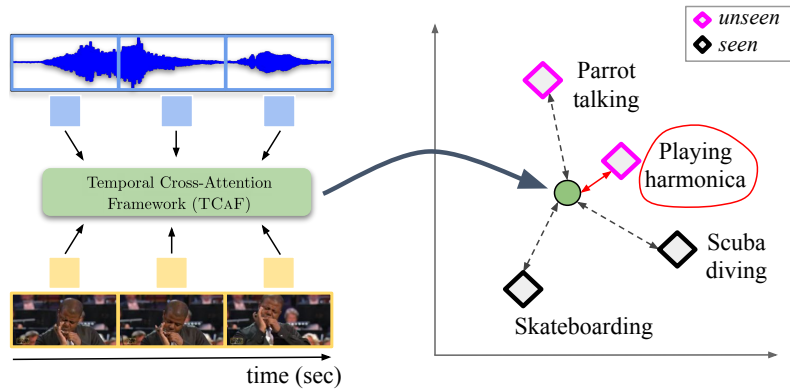 Temporal Cross-Attention
Framework (TCAF)
time (sec)
unseen
seen
Parrot
talking
Playing
harmonica
Scuba
diving
Skateboarding